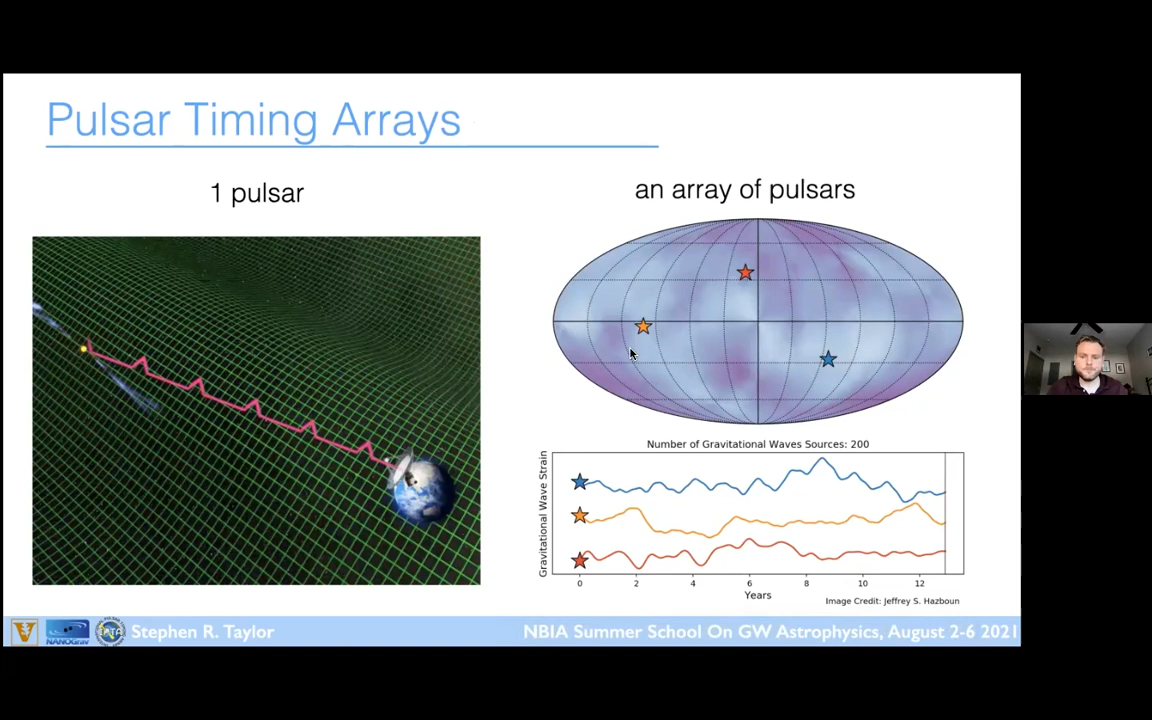 Pulsar Timing Arrays
1 pulsar
an array of pulsars
Number of Gravitational Waves Sources: 200
Gravitational Wave Strain
0 2 4 6 8 10 12
Years
Image Credit: Jeffrey S. Hazboun
V
NANOGrav
IPTA
Stephen R. Taylor
NBIA Summer School On GW Astrophysics, August 2-6 2021